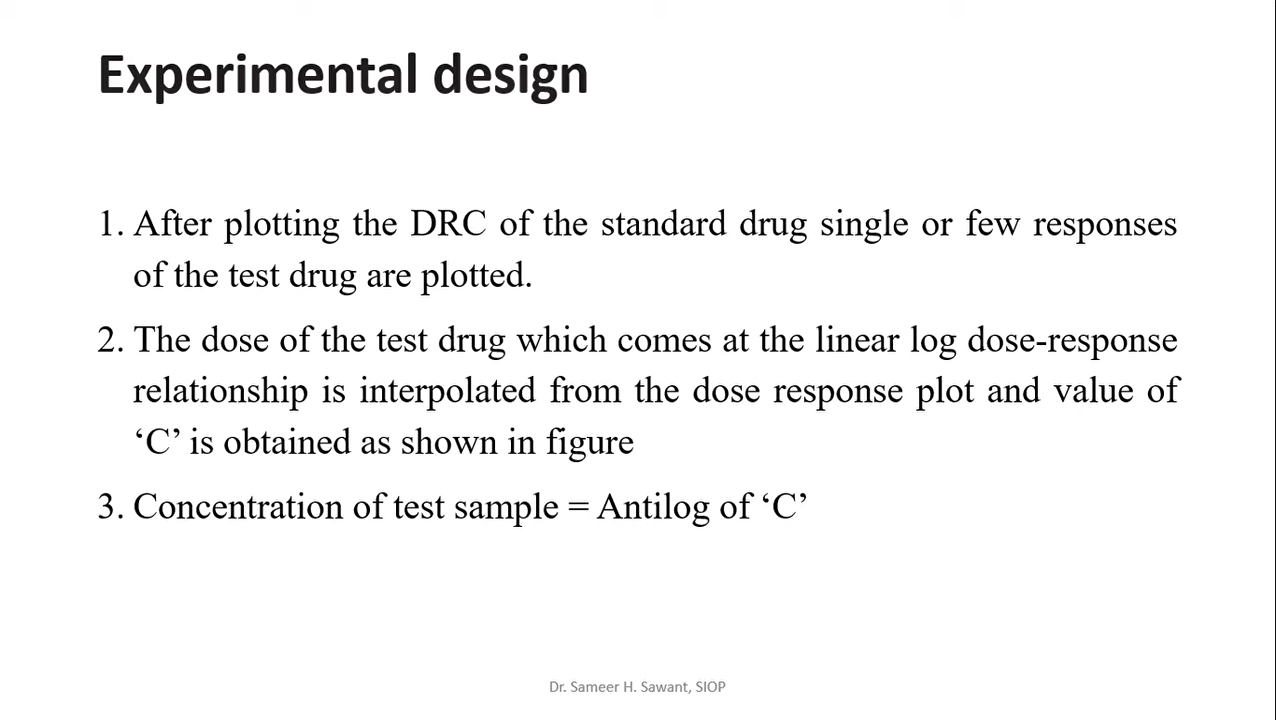 Experimental design
1. After plotting the DRC of the standard drug single or few responses
of the test drug are plotted.
2. The dose of the test drug which comes at the linear log dose-response
relationship is interpolated from the dose response plot and value of
‘C’ is obtained as shown in figure
3. Concentration of test sample = Antilog of ‘C’
Dr. Sameer H. Sawant, SIOP